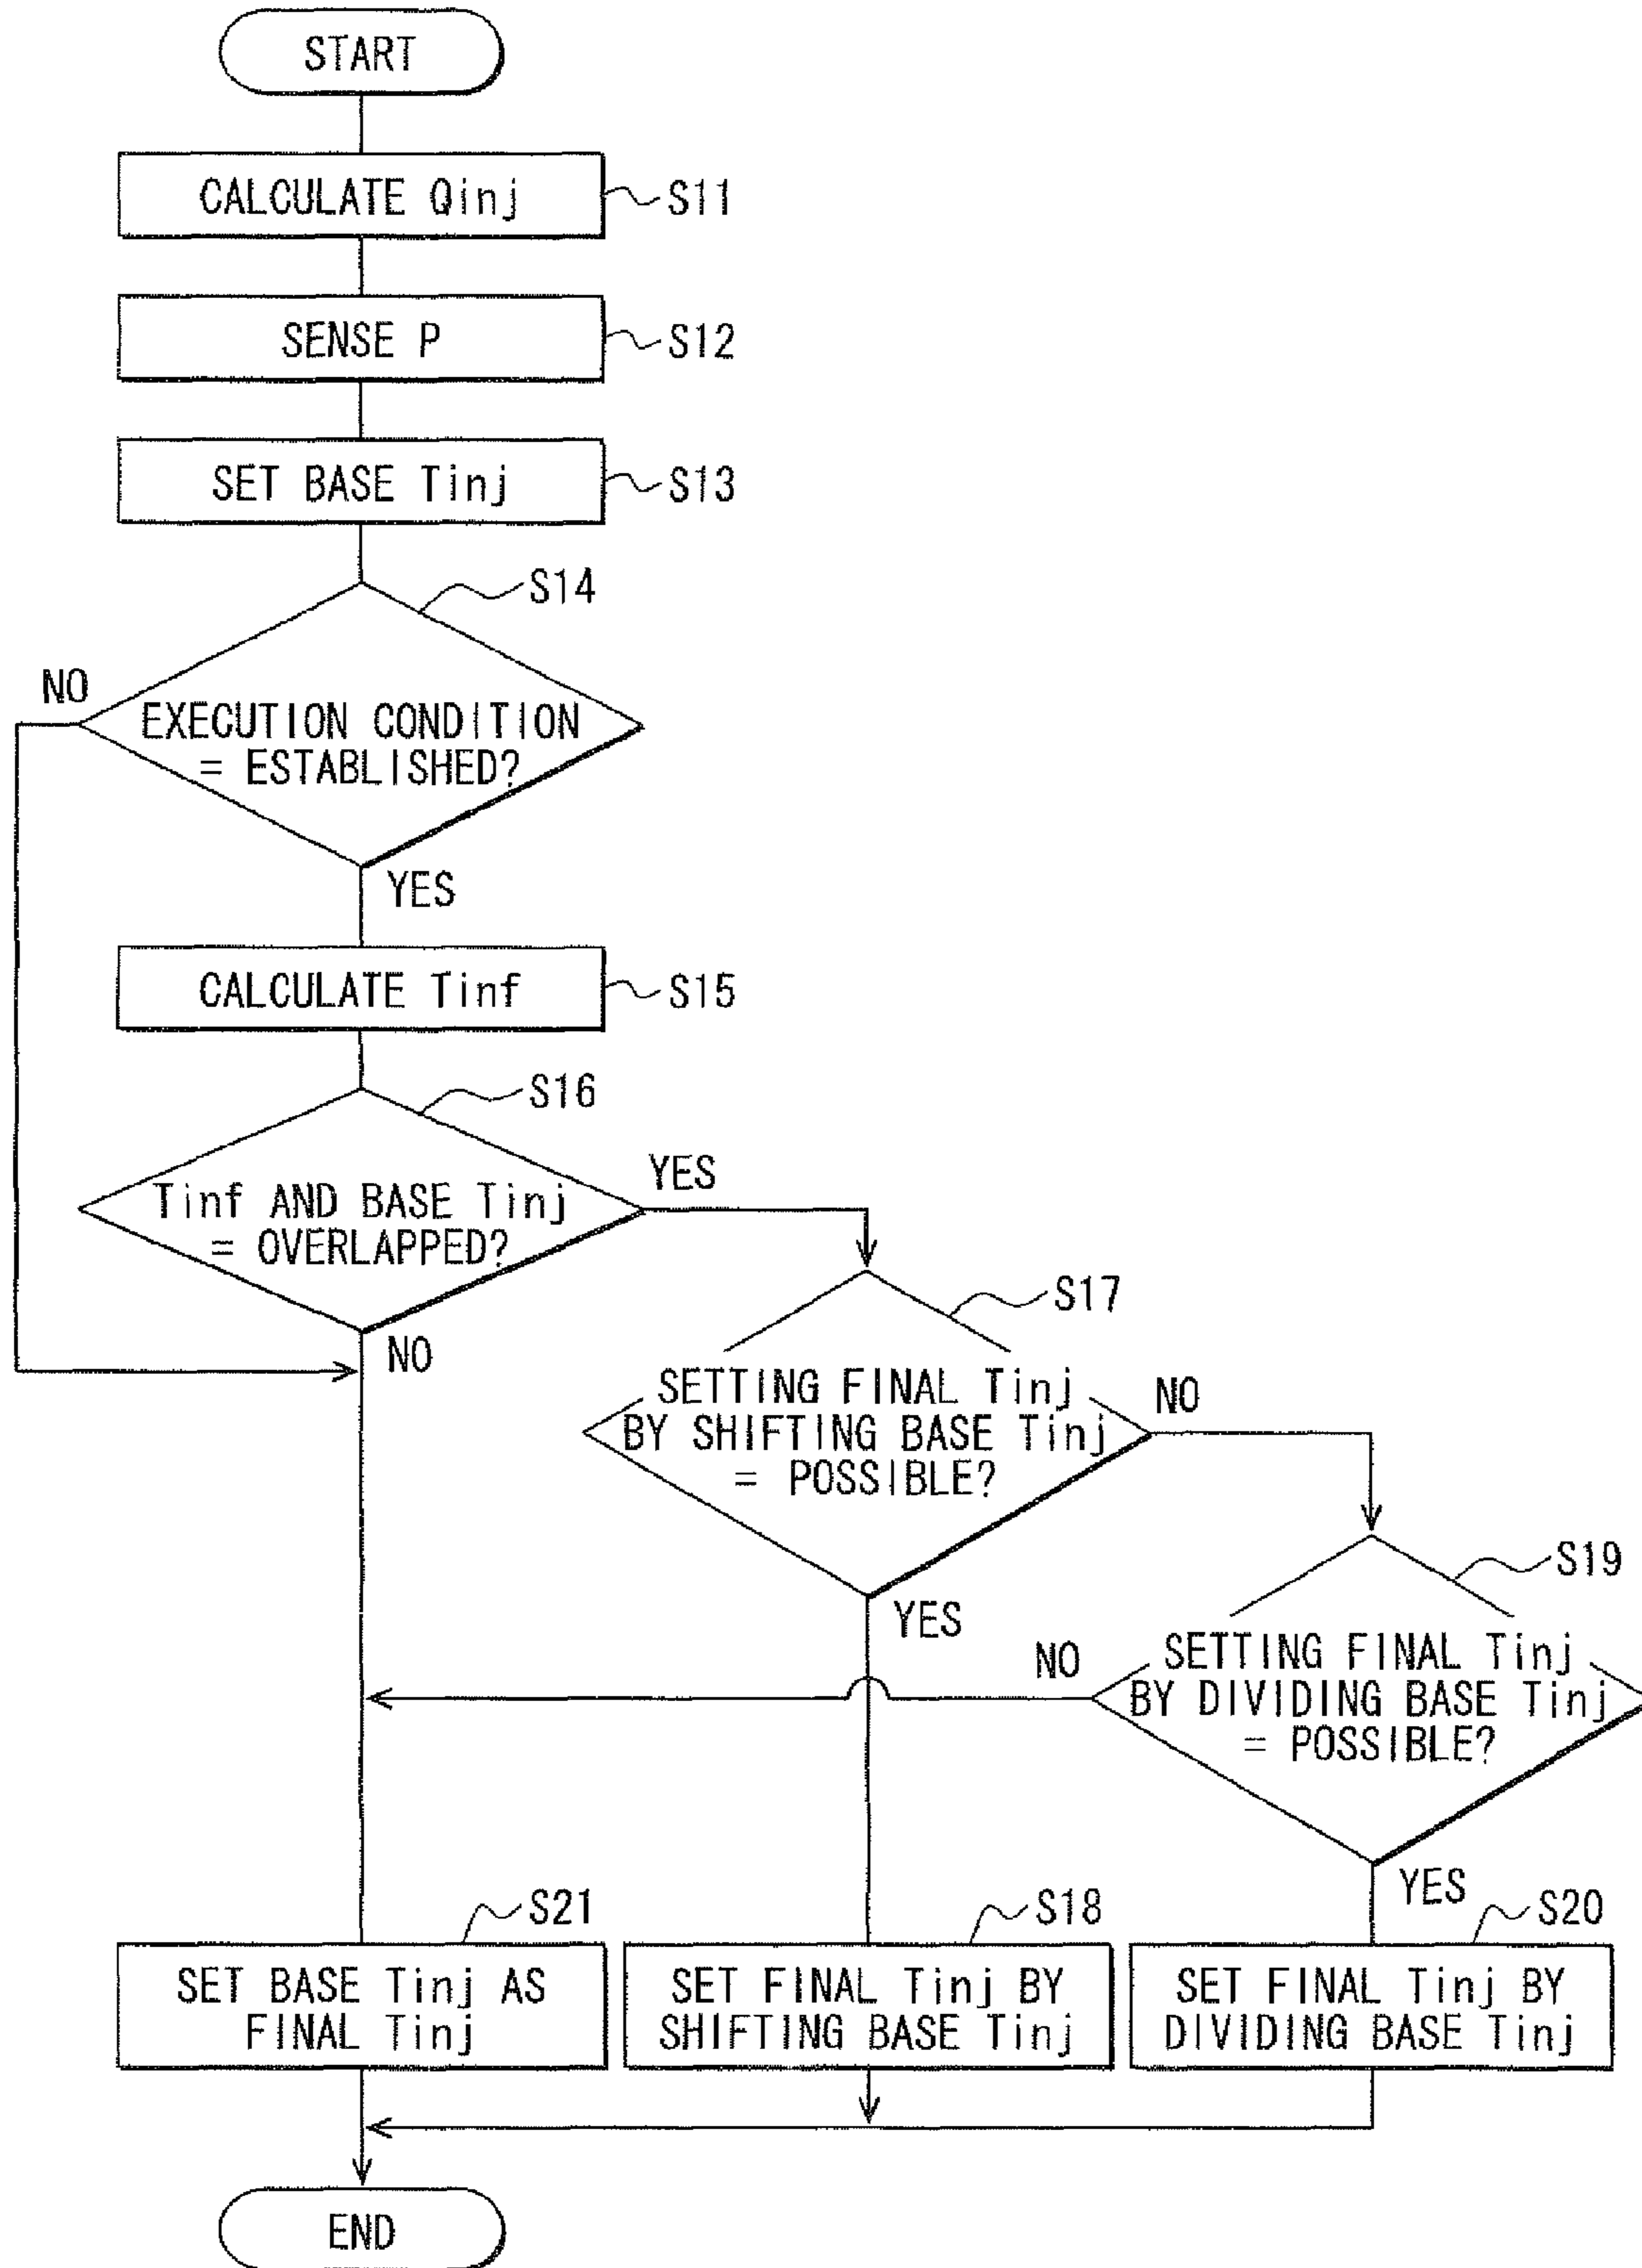 START
CALCULATE Qinj
S11
SENSE P
S12
SET BASE Tinj
S13
S14
NO
EXECUTION CONDITION
= ESTABLISHED?
YES
CALCULATE Tinf
S15
S16
YES
Tinf AND BASE Tinj
= OVERLAPPED?
NO
S17
SETTING FINAL Tinj
BY SHIFTING BASE Tinj
= POSSIBLE?
NO
YES
S19
NO
SETTING FINAL Tinj
BY DIVIDING BASE Tinj
= POSSIBLE?
YES
S21
SET BASE Tinj AS
FINAL Tinj
S18
SET FINAL Tinj BY
SHIFTING BASE Tinj
S20
SET FINAL Tinj BY
DIVIDING BASE Tinj
END